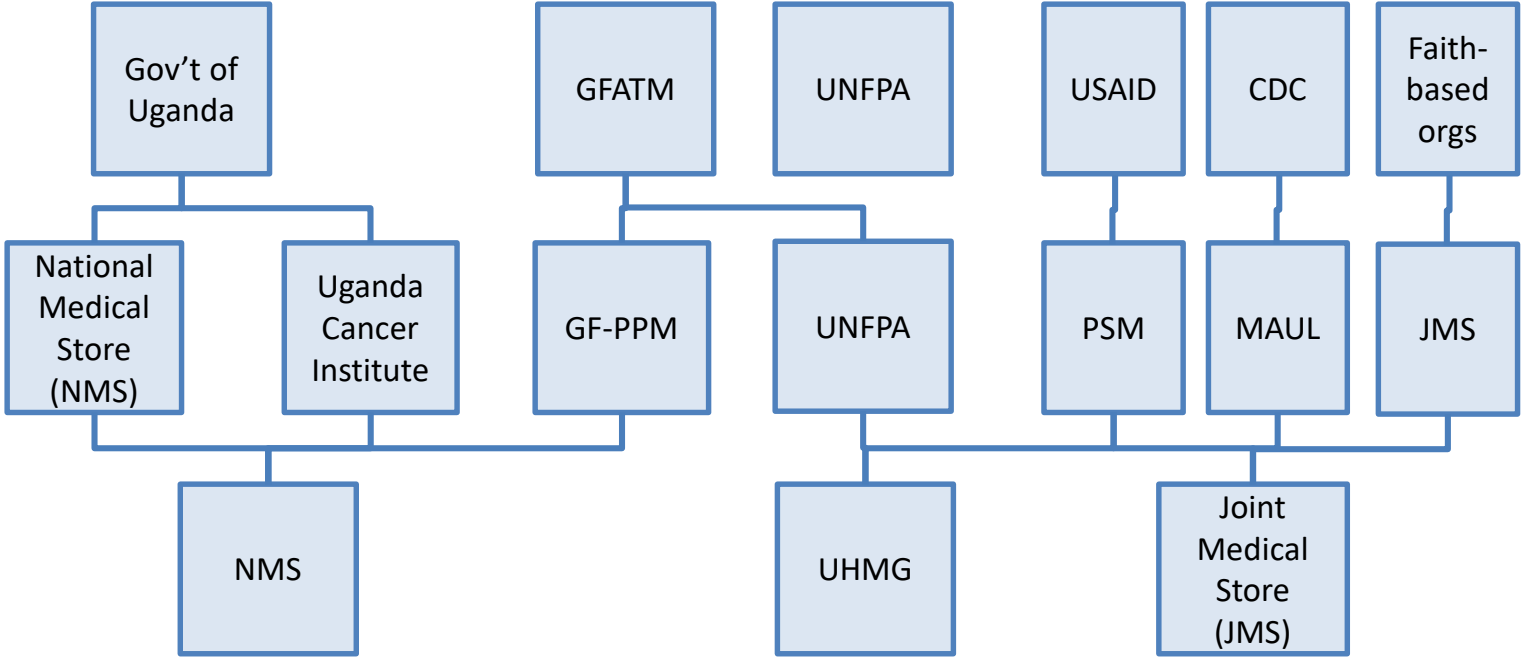 Gov’t of
Uganda
GFATM
UNFPA
USAID
CDC
Faith-
based
orgs
National
Medical
Store
(NMS)
Uganda
Cancer
Institute
GF-PPM
UNFPA
PSM
MAUL
JMS
NMS
UHMG
Joint
Medical
Store
(JMS)